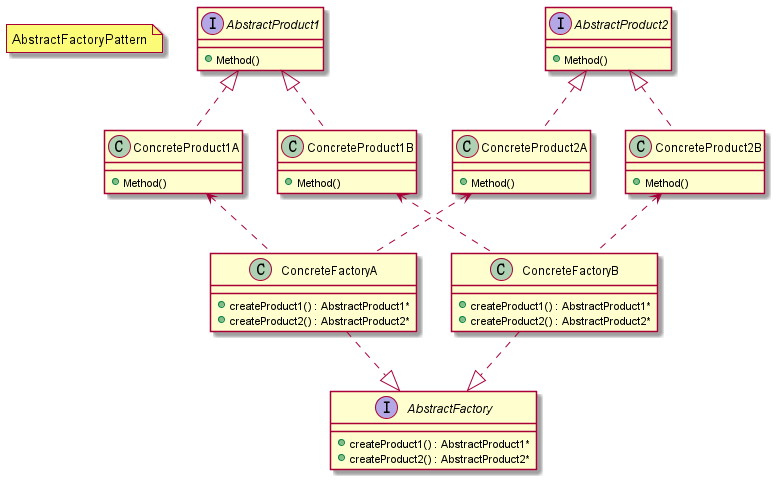 AbstractFactoryPattern
I AbstractProduct1
Method()
I AbstractProduct2
Method()
C ConcreteProduct1A
Method()
C ConcreteProduct1B
Method()
C ConcreteProduct2A
Method()
C ConcreteProduct2B
Method()
C ConcreteFactoryA
createProduct1() : AbstractProduct1*
createProduct2() : AbstractProduct2*
C ConcreteFactoryB
createProduct1() : AbstractProduct1*
createProduct2() : AbstractProduct2*
I AbstractFactory
createProduct1() : AbstractProduct1*
createProduct2() : AbstractProduct2*